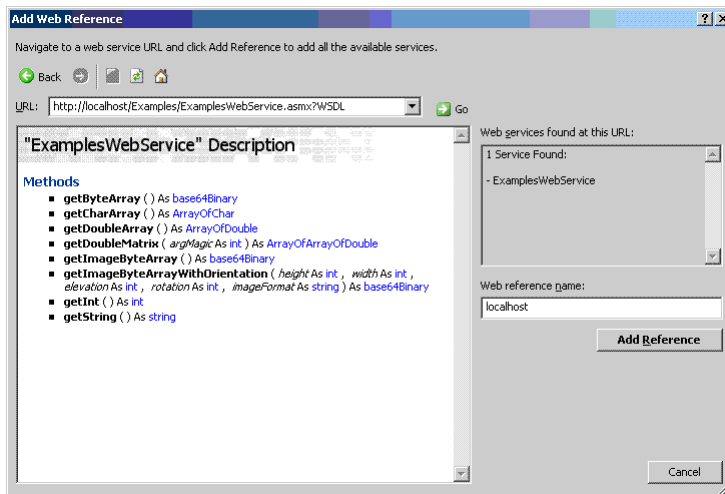 Add Web Reference
Navigate to a web service URL and click Add Reference to add all the available services.
Back
URL: http://localhost/Examples/ExamplesWebService.asmx?WSDL
Go
"ExamplesWebService" Description
Methods
getByteArray ( ) As base64Binary
getCharArray ( ) As ArrayOfChar
getDoubleArray ( ) As ArrayOfDouble
getDoubleMatrix ( argMagic As int ) As ArrayOfArrayOfDouble
getImageByteArray ( ) As base64Binary
getImageByteArrayWithOrientation ( height As int , width As int ,
elevation As int , rotation As int , imageFormat As string ) As base64Binary
getInt ( ) As int
getString ( ) As string
Web services found at this URL:
1 Service Found:
- ExamplesWebService
Web reference name:
localhost
Add Reference
Cancel